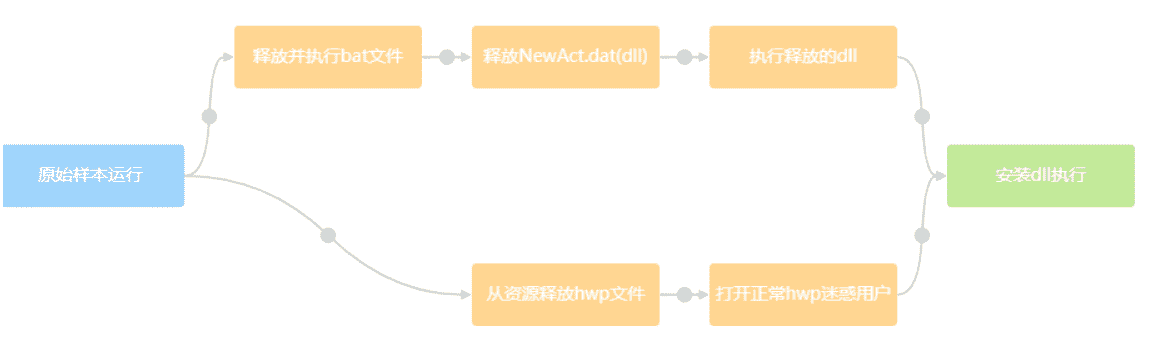 释放并执行bat文件
释放NewAct.dat(dll)
执行释放的dll
原始样本运行
安装dll执行
从资源释放hwp文件
打开正常hwp迷惑用户